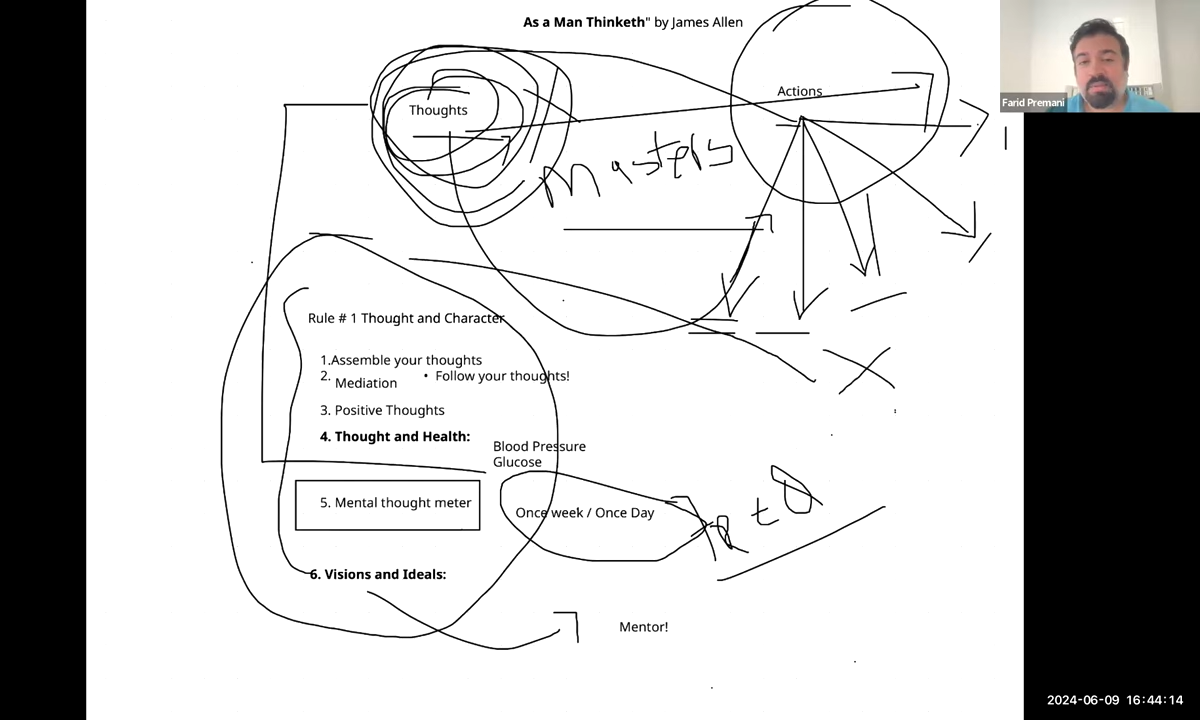 As a Man Thinketh" by James Allen
Thoughts
Actions
Farid Premani
Masters
Rule # 1 Thought and Character
1.Assemble your thoughts
2. Mediation
• Follow your thoughts!
3. Positive Thoughts
4. Thought and Health:
Blood Pressure
Glucose
5. Mental thought meter
Once week / Once Day
6. Visions and Ideals:
Mentor!
2024-06-09 16:44:14